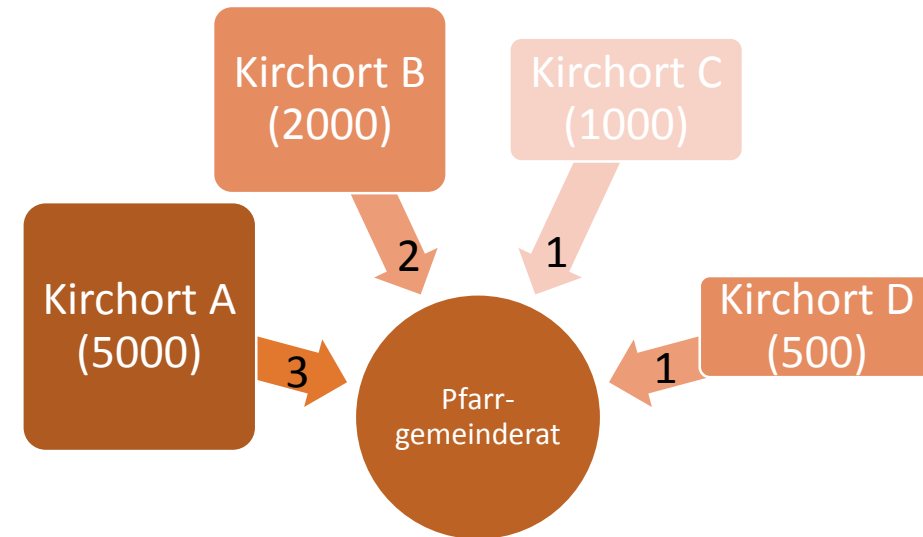 Kirchort B
(2000)
Kirchort C
(1000)
2
1
Kirchort A
(5000)
3
Kirchort D
(500)
1
Pfarr-
gemeinderat